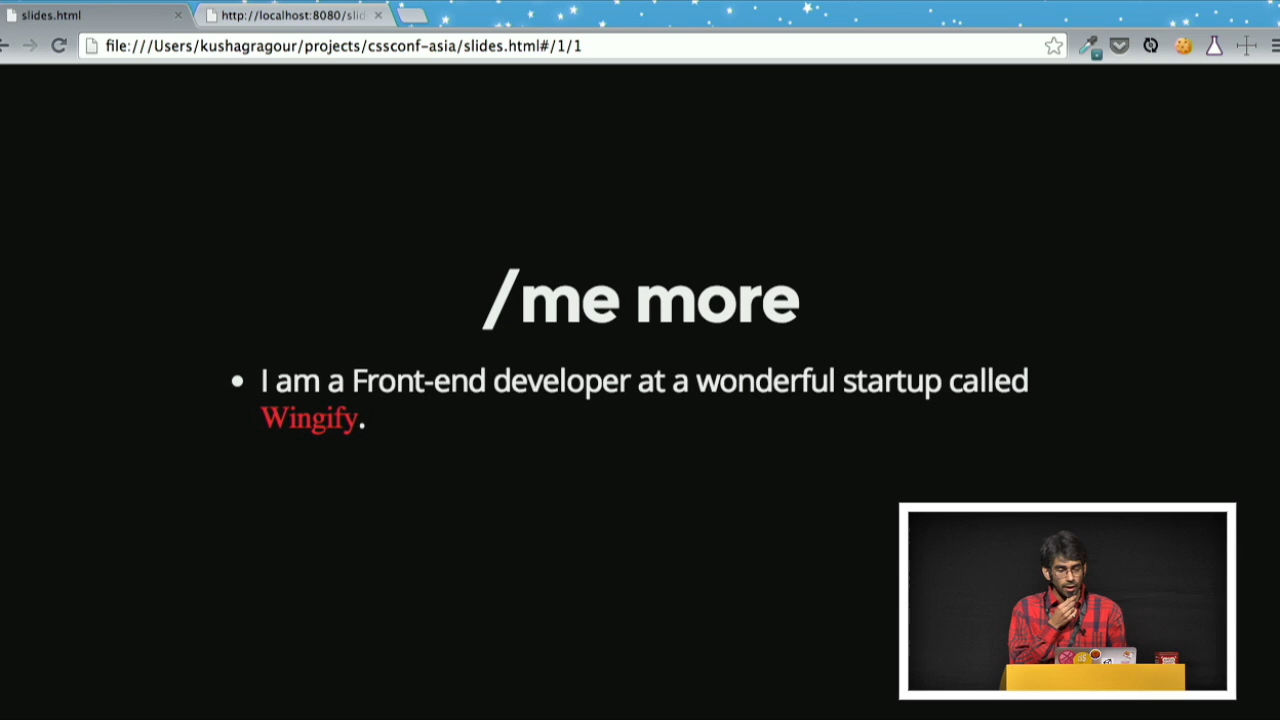 slides.html
http://localhost:8080/slid
file:///Users/kushagragour/projects/cssconf-asia/slides.html#/1/1
/me more
• I am a Front-end developer at a wonderful startup called
Wingify.